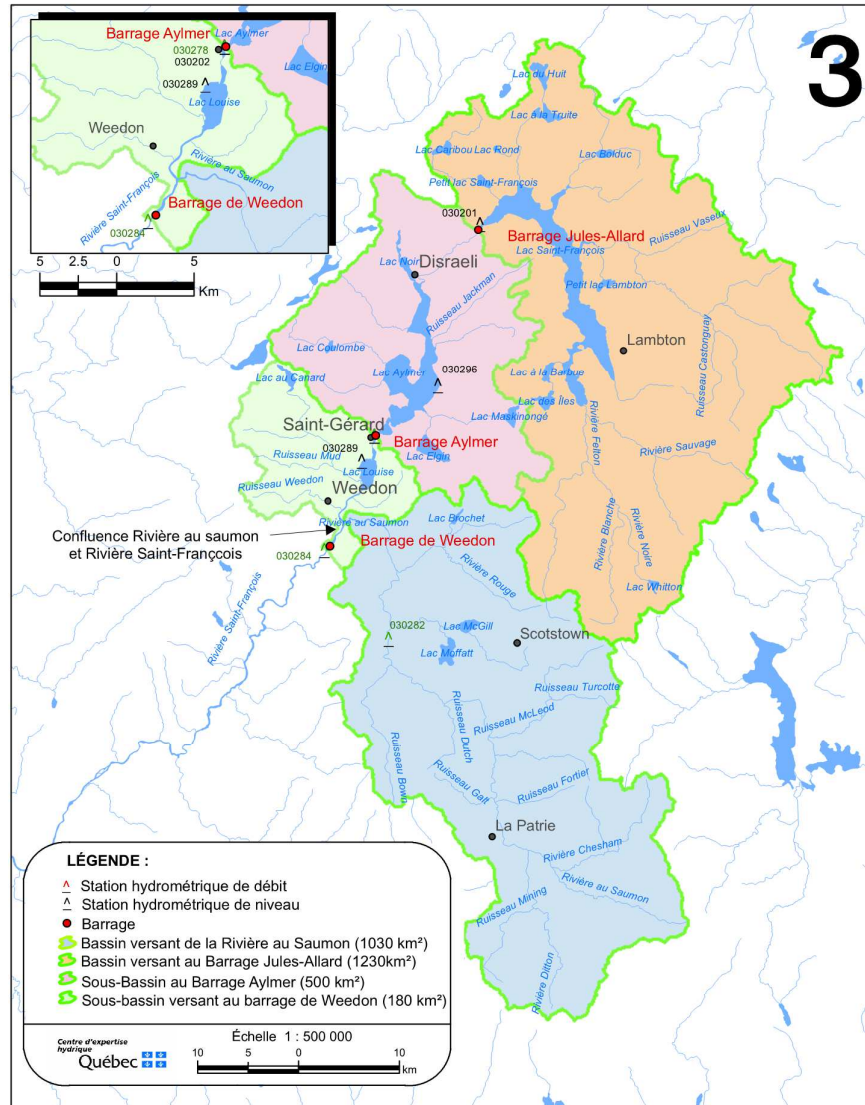 3
Barrage Aylmer
Lac Aylmer
030278
030202
Lac Elgin
030289
Lac Louise
Weedon
Rivière au Saumon
Rivière Saint-François
Barrage de Weedon
030284
5 2.5 0 5
Km
Lac du Huit
Lac à la Truite
Lac Caribou
Lac Rond
Lac Bolduc
Petit lac Saint-François
030201
Barrage Jules-Allard
Ruisseau Vaseux
Lac Saint-François
Lac Noir
Disraeli
Ruisseau Jackman
Petit lac Lambton
Lambton
Ruisseau Castonguay
Lac Coulombe
Lac Aylmer
030296
Lac à la Barbue
Lac au Canard
Lac des Îles
Lac Maskinongé
Rivière Felton
Saint-Gérard
Barrage Aylmer
030289
Lac Elgin
Rivière Sauvage
Ruisseau Mud
Lac Louise
Ruisseau Weedon
Weedon
Rivière Blanche
Rivière Noire
Rivière au Saumon
Lac Brochet
Confluence Rivière au saumon
et Rivière Saint-Françcois
Barrage de Weedon
030284
Rivière Rouge
Lac Whitton
Rivière Saint-François
030282
Lac McGill
Scotstown
Lac Moffatt
Ruisseau Turcotte
Ruisseau McLeod
Ruisseau Dutch
Ruisseau Bown
Ruisseau Galt
Ruisseau Fortier
La Patrie
Rivière Chesham
Rivière au Saumon
Ruisseau Mining
Rivière Ditton
LÉGENDE :
Station hydrométrique de débit
Station hydrométrique de niveau
Barrage
Bassin versant de la Rivière au Saumon (1030 km²)
Bassin versant au Barrage Jules-Allard (1230km²)
Sous-Bassin au Barrage Aylmer (500 km²)
Sous-bassin versant au barrage de Weedon (180 km²)
Centre d'expertise
hydrique
Québec
Échelle 1 : 500 000
10 5 0 10
km